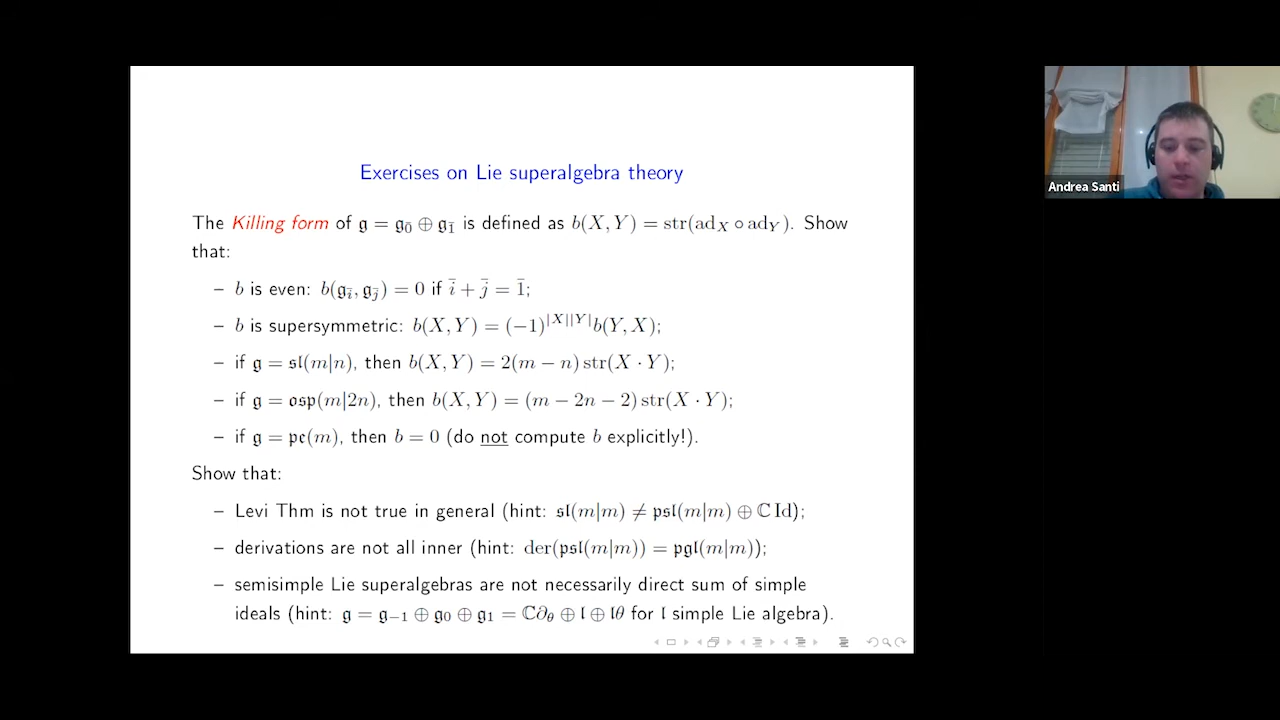 Exercises on Lie superalgebra theory
The Killing form of 𝔤 = 𝔤_0̄ ⊕ 𝔤_1̄ is defined as b(X, Y) = str(ad_X ∘ ad_Y). Show
that:
– b is even: b(𝔤_ī, 𝔤_j̄) = 0 if ī + j̄ = 1̄;
– b is supersymmetric: b(X, Y) = (−1)^{|X||Y|} b(Y, X);
– if 𝔤 = 𝔰𝔩(m|n), then b(X, Y) = 2(m − n) str(X · Y);
– if 𝔤 = 𝔬𝔰𝔭(m|2n), then b(X, Y) = (m − 2n − 2) str(X · Y);
– if 𝔤 = 𝔭𝔢(m), then b = 0 (do not compute b explicitly!).
Show that:
– Levi Thm is not true in general (hint: 𝔰𝔩(m|m) ≠ 𝔭𝔰𝔩(m|m) ⊕ ℂ Id);
– derivations are not all inner (hint: der(𝔭𝔰𝔩(m|m)) = 𝔭𝔤𝔩(m|m));
– semisimple Lie superalgebras are not necessarily direct sum of simple
ideals (hint: 𝔤 = 𝔤_{−1} ⊕ 𝔤_0 ⊕ 𝔤_1 = ℂ∂_θ ⊕ 𝔩 ⊕ 𝔩θ for 𝔩 simple Lie algebra).
Andrea Santi